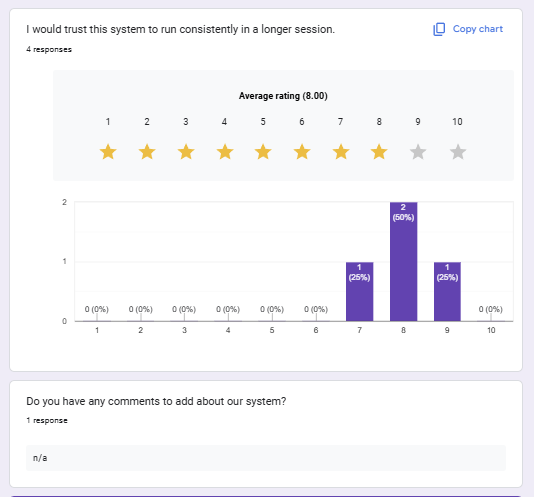 I would trust this system to run consistently in a longer session.
Copy chart
4 responses
Average rating (8.00)
1 2 3 4 5 6 7 8 9 10
2
1
0
0 (0%) 0 (0%) 0 (0%) 0 (0%) 0 (0%) 0 (0%) 1 (25%) 2 (50%) 1 (25%) 0 (0%)
1 2 3 4 5 6 7 8 9 10
Do you have any comments to add about our system?
1 response
n/a